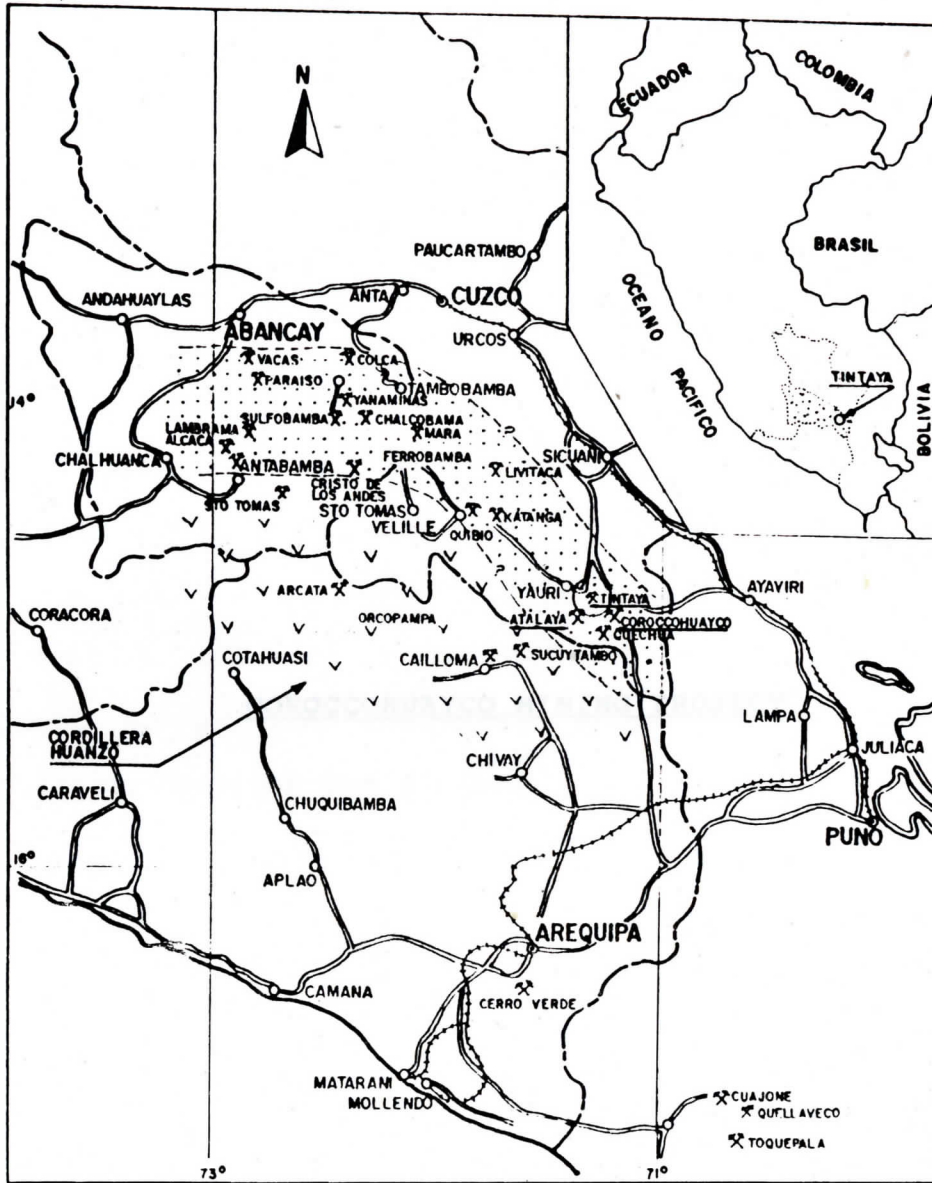 N
ECUADOR
COLOMBIA
BRASIL
OCEANO
PACIFICO
TINTAYA
BOLIVIA
PAUCARTAMBO
ANTA
CUZCO
ANDAHUAYLAS
ABANCAY
URCOS
VACAS
COLCA
PARAISO
TAMBOBAMBA
YANAMINAS
SULFOBAMBA
CHALCOBAMA
LAMBRAMA
ALCACA
MARA
14°
CHALHUANCA
ANTABAMBA
FERROBAMBA
SICUANI
LIVITACA
CRISTO DE
LOS ANDES
STO TOMAS
STO TOMAS
VELILLE
QUIBIO
KATANGA
?
?
ARCATA
YAURI
TINTAYA
AYAVIRI
CORACORA
ORCOPAMPA
ATALAYA
COROCCOHUAYCO
QUECHUA
COTAHUASI
CAILLOMA
SUCUYTAMBO
LAMPA
CORDILLERA
HUANZO
JULIACA
CHIVAY
CARAVELI
CHUQUIBAMBA
PUNO
16°
APLAO
AREQUIPA
CAMANA
CERRO VERDE
MATARANI
MOLLENDO
CUAJONE
QUELLAVECO
TOQUEPALA
73°
71°